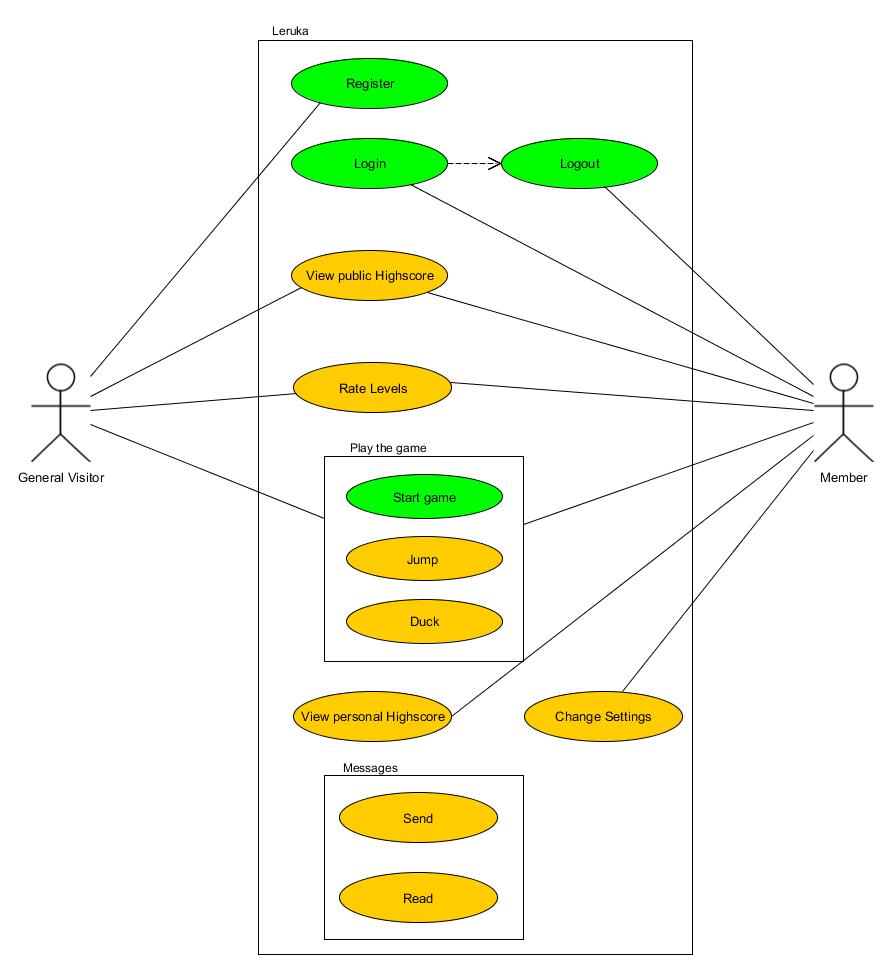 Leruka
Register
Login
Logout
View public Highscore
Rate Levels
General Visitor
Member
Play the game
Start game
Jump
Duck
View personal Highscore
Change Settings
Messages
Send
Read